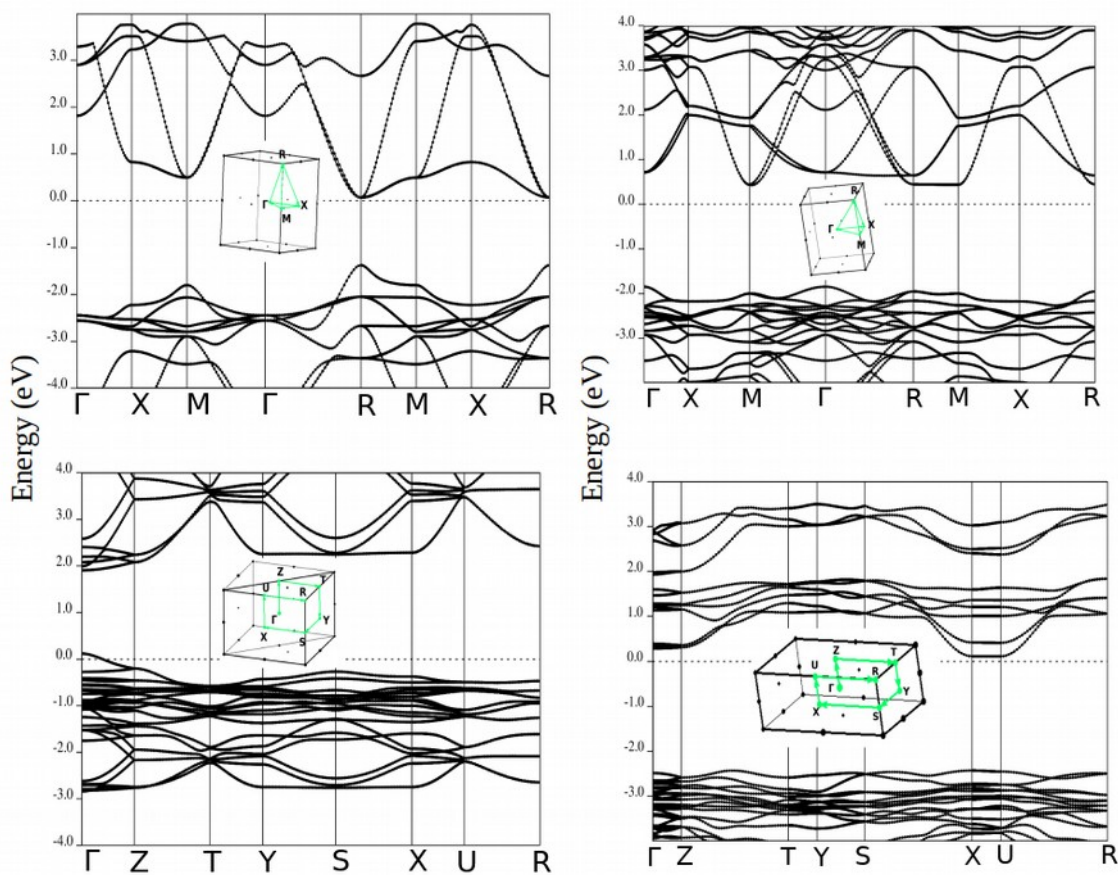 Energy (eV)
3.0
2.0
1.0
0.0
-1.0
-2.0
-3.0
-4.0
R
Γ X
M
Γ X M Γ R M X R
Energy (eV)
4.0
3.0
2.0
1.0
0.0
-1.0
-2.0
-3.0
R
Γ X
M
Γ X M Γ R M X R
4.0
3.0
2.0
1.0
0.0
-1.0
-2.0
-3.0
-4.0
Z T
U R
Γ Y
X S
Γ Z T Y S X U R
4.0
3.0
2.0
1.0
0.0
-1.0
-2.0
-3.0
Z T
U R
Γ Y
X S
Γ Z T Y S X U R